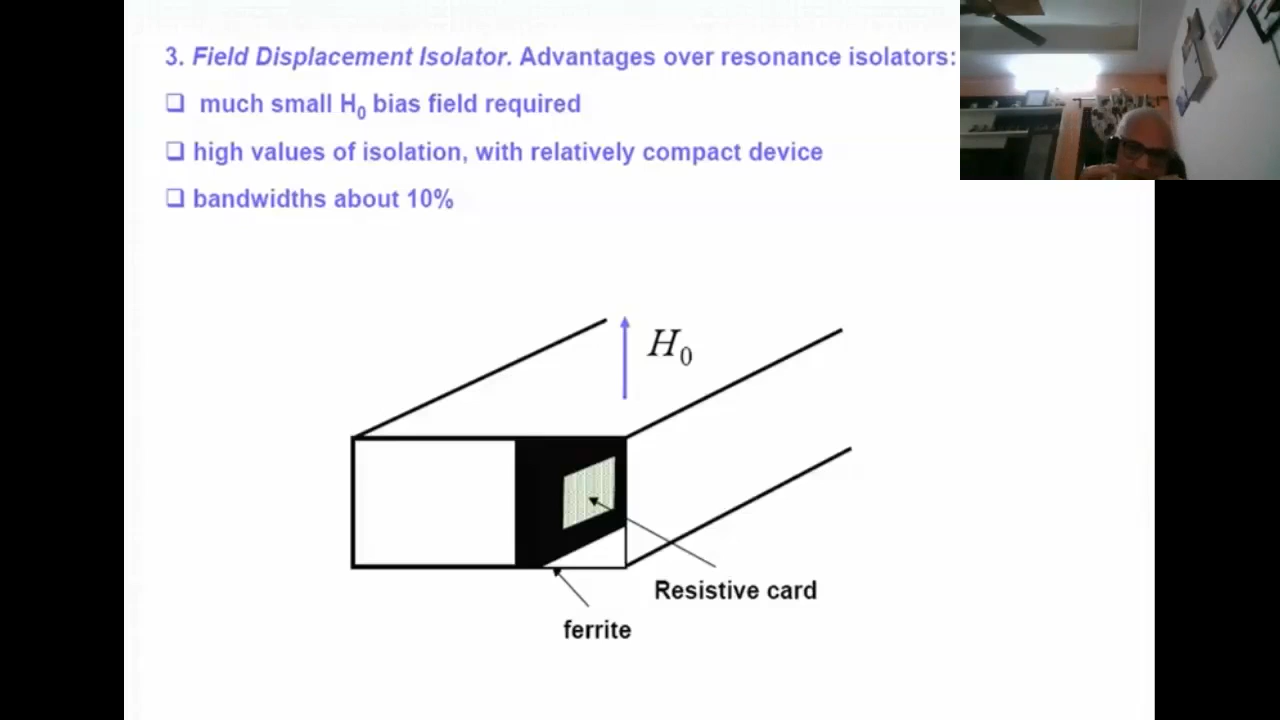 3. Field Displacement Isolator. Advantages over resonance isolators:
❑ much small H₀ bias field required
❑ high values of isolation, with relatively compact device
❑ bandwidths about 10%
H₀
Resistive card
ferrite